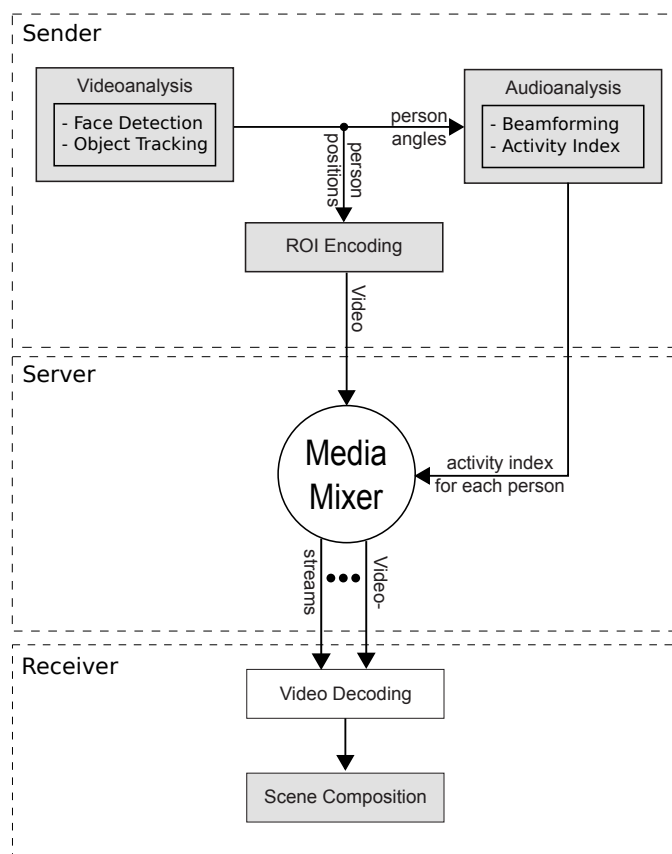 Sender
Videoanalysis
- Face Detection
- Object Tracking
person
angles
Audioanalysis
- Beamforming
- Activity Index
person
positions
ROI Encoding
Video
Server
Media
Mixer
activity index
for each person
Video-
streams
Receiver
Video Decoding
Scene Composition